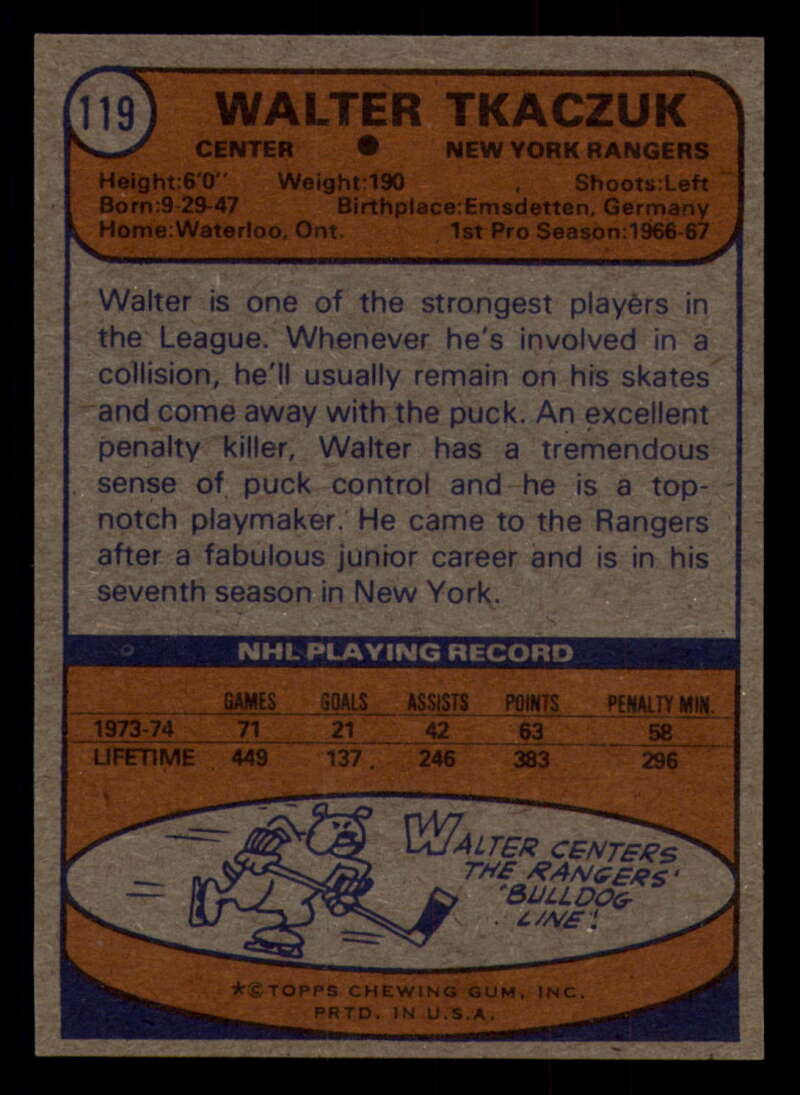 119
WALTER TKACZUK
CENTER ● NEW YORK RANGERS
Height:6'0" Weight:190 Shoots:Left
Born:9-29-47 Birthplace:Emsdetten, Germany
Home:Waterloo, Ont. 1st Pro Season:1966-67
Walter is one of the strongest players in
the League. Whenever he's involved in a
collision, he'll usually remain on his skates
and come away with the puck. An excellent
penalty killer, Walter has a tremendous
sense of puck control and he is a top-
notch playmaker. He came to the Rangers
after a fabulous junior career and is in his
seventh season in New York.
NHL PLAYING RECORD
GAMES GOALS ASSISTS POINTS PENALTY MIN.
1973-74 71 21 42 63 58
LIFETIME 449 137 246 383 296
WALTER CENTERS
THE RANGERS'
'BULLDOG
LINE'!
*©TOPPS CHEWING GUM, INC.
PRTD. IN U.S.A.